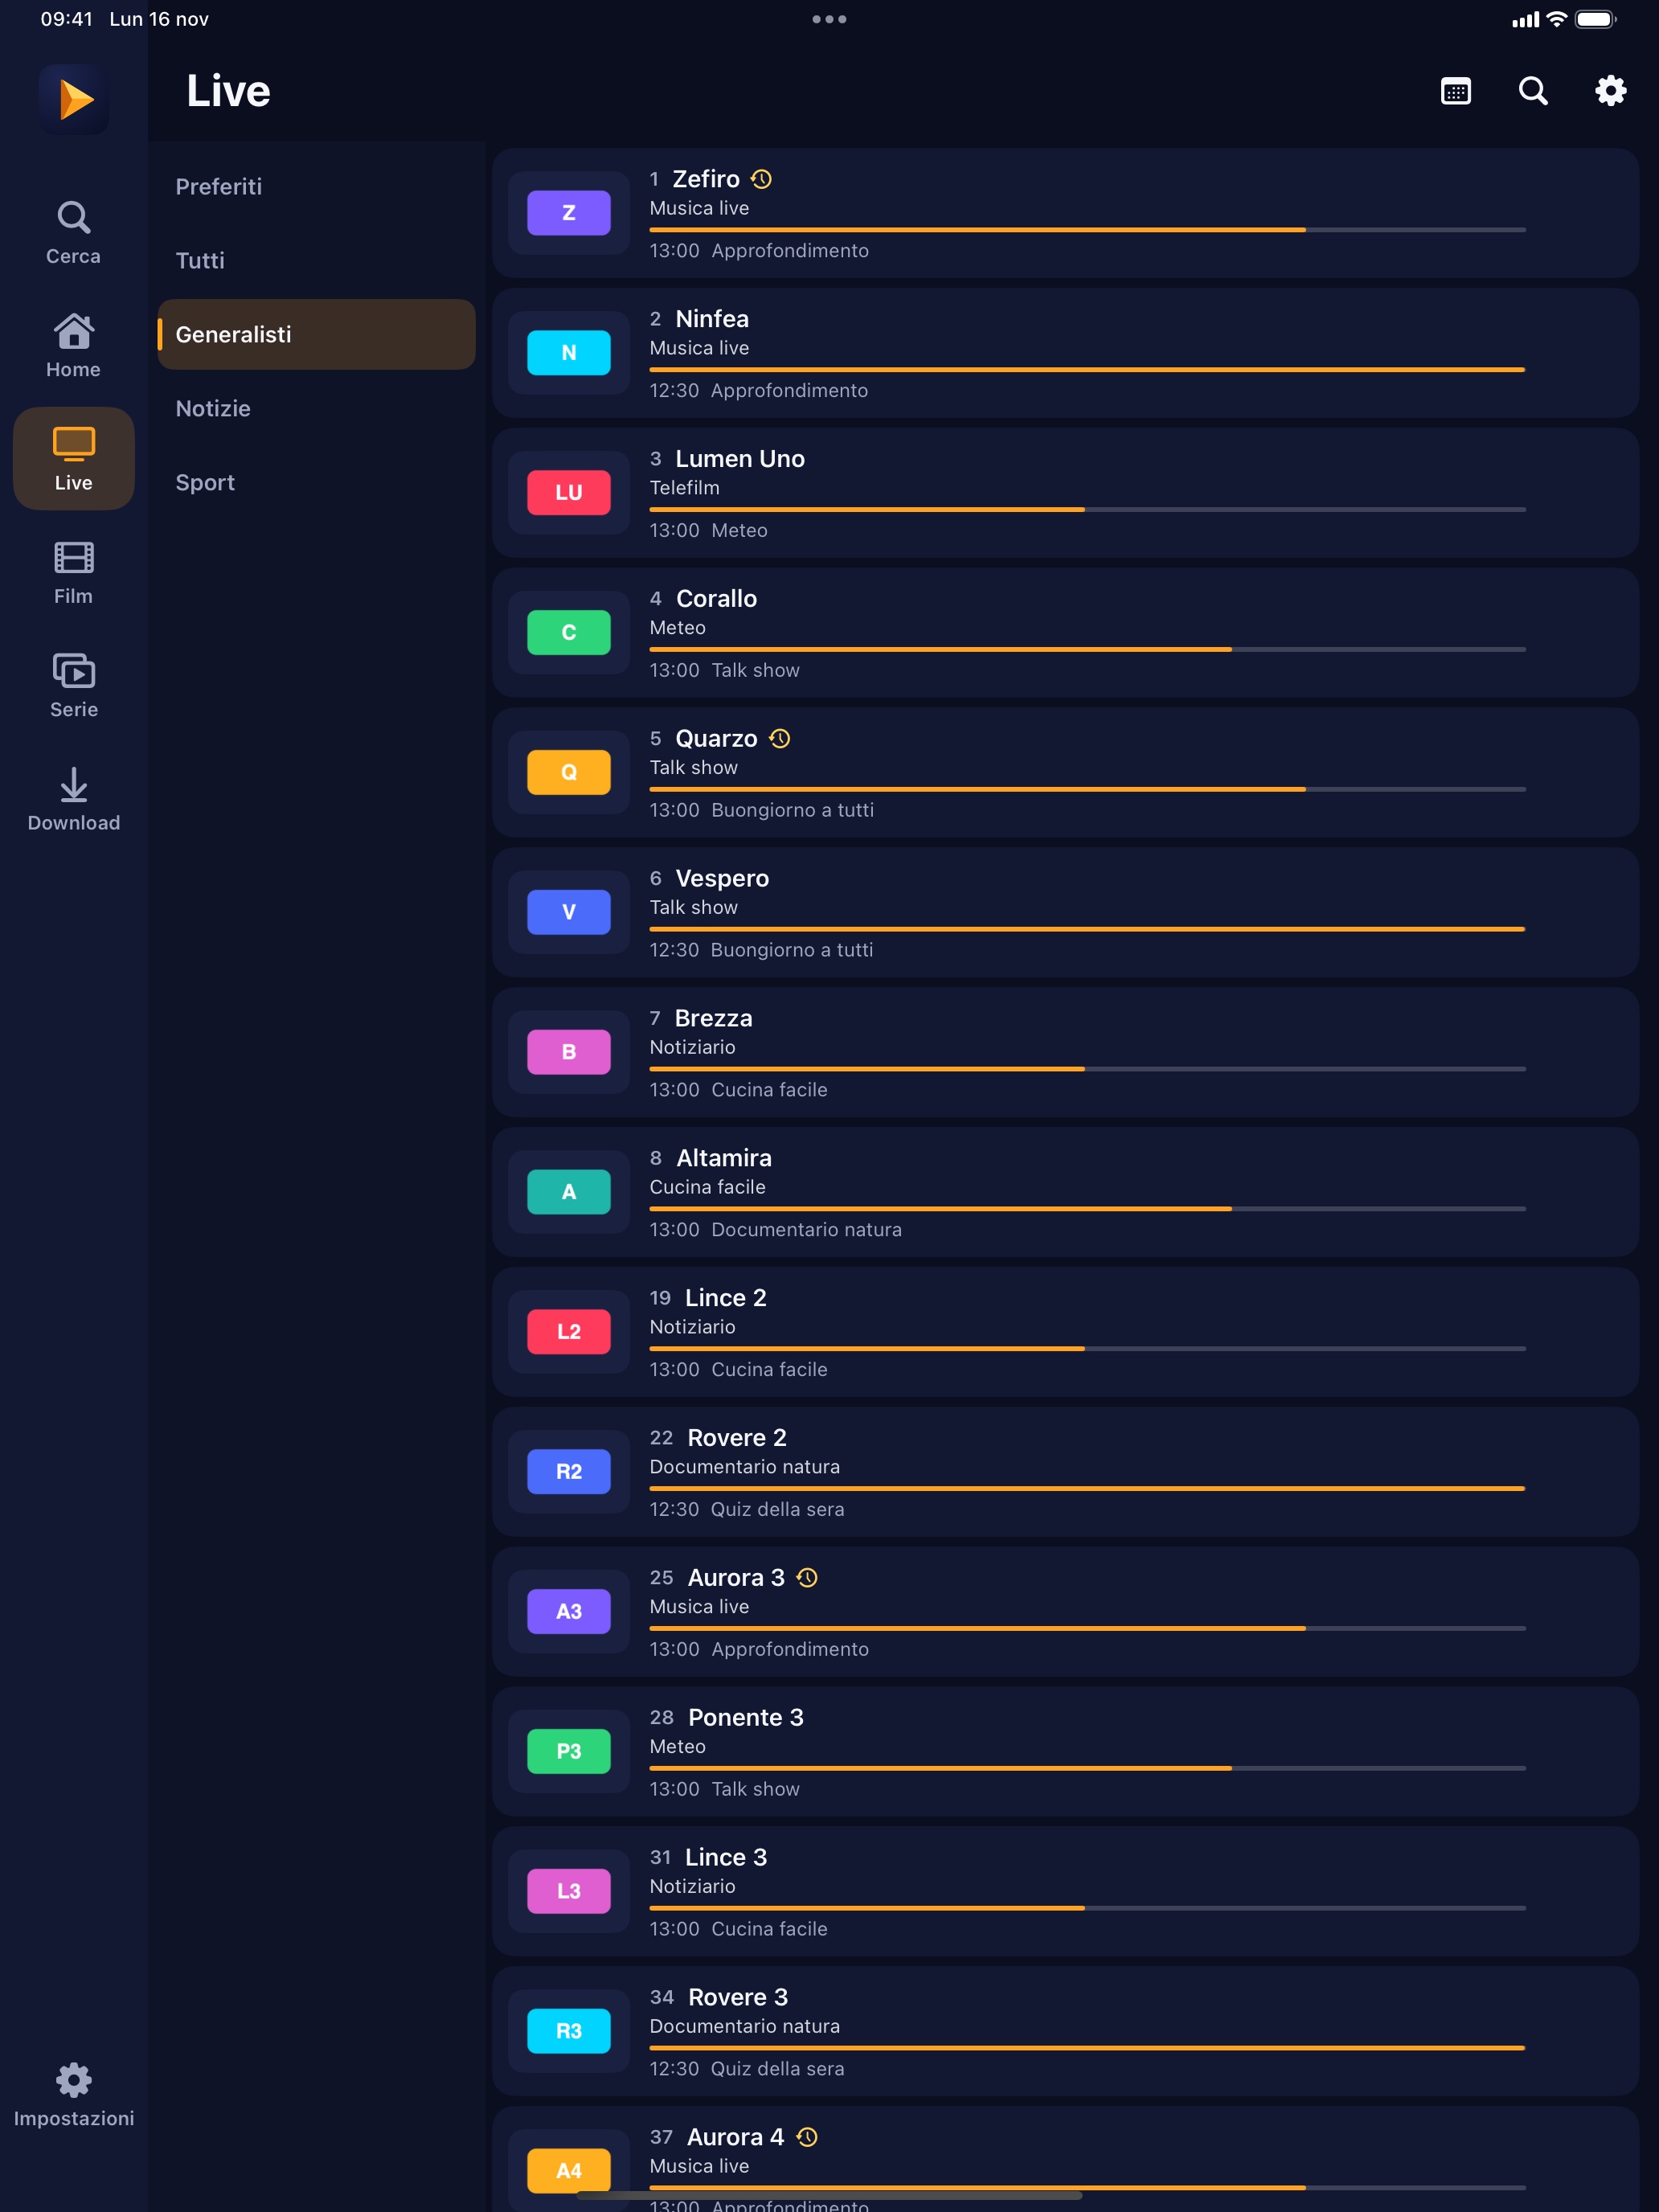 09:41 Lun 16 nov
Live
Cerca
Home
Live
Film
Serie
Download
Impostazioni
Preferiti
Tutti
Generalisti
Notizie
Sport
Z
1 Zefiro
Musica live
13:00 Approfondimento
N
2 Ninfea
Musica live
12:30 Approfondimento
LU
3 Lumen Uno
Telefilm
13:00 Meteo
C
4 Corallo
Meteo
13:00 Talk show
Q
5 Quarzo
Talk show
13:00 Buongiorno a tutti
V
6 Vespero
Talk show
12:30 Buongiorno a tutti
B
7 Brezza
Notiziario
13:00 Cucina facile
A
8 Altamira
Cucina facile
13:00 Documentario natura
L2
19 Lince 2
Notiziario
13:00 Cucina facile
R2
22 Rovere 2
Documentario natura
12:30 Quiz della sera
A3
25 Aurora 3
Musica live
13:00 Approfondimento
P3
28 Ponente 3
Meteo
13:00 Talk show
L3
31 Lince 3
Notiziario
13:00 Cucina facile
R3
34 Rovere 3
Documentario natura
12:30 Quiz della sera
A4
37 Aurora 4
Musica live
13:00 Approfondimento